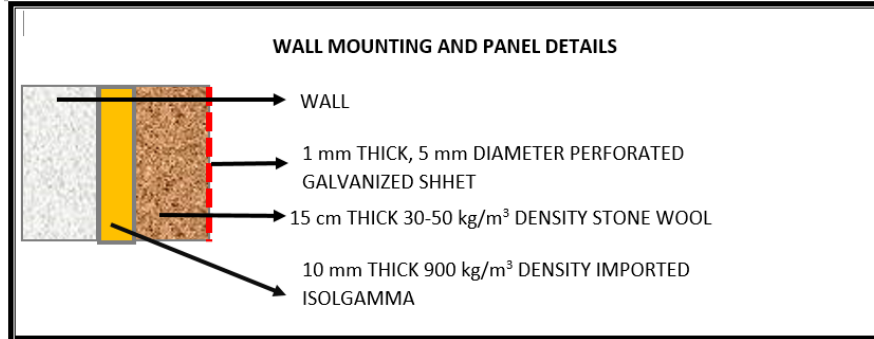 WALL MOUNTING AND PANEL DETAILS
WALL
1 mm THICK, 5 mm DIAMETER PERFORATED
GALVANIZED SHHET
15 cm THICK 30-50 kg/m³ DENSITY STONE WOOL
10 mm THICK 900 kg/m³ DENSITY IMPORTED
ISOLGAMMA